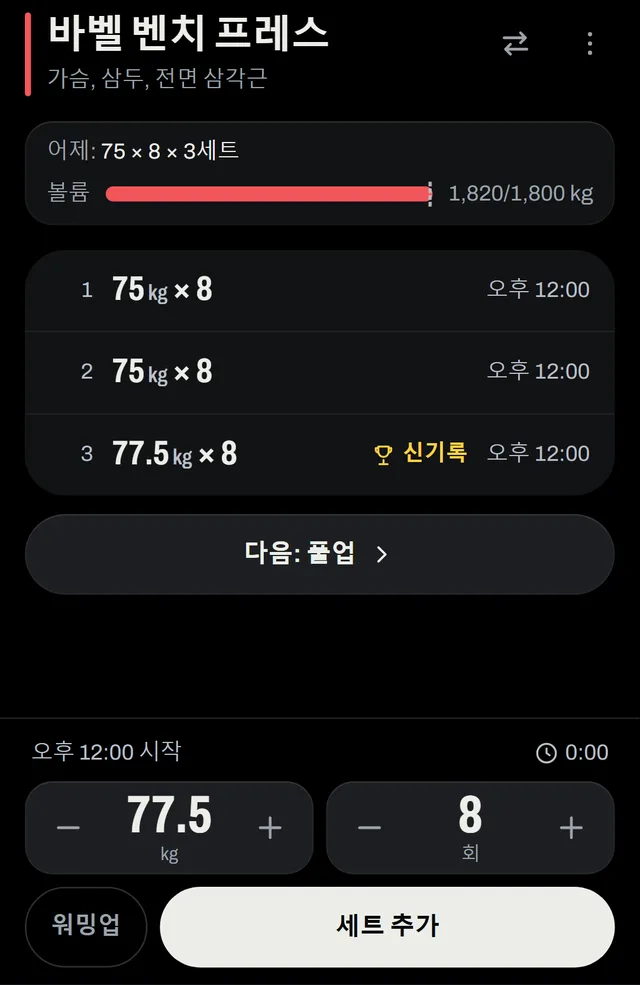 바벨 벤치 프레스
가슴, 삼두, 전면 삼각근
어제: 75 × 8 × 3세트
볼륨 1,820/1,800 kg
1 75 kg × 8 오후 12:00
2 75 kg × 8 오후 12:00
3 77.5 kg × 8 신기록 오후 12:00
다음: 풀업
오후 12:00 시작 0:00
77.5 8
kg 회
워밍업 세트 추가